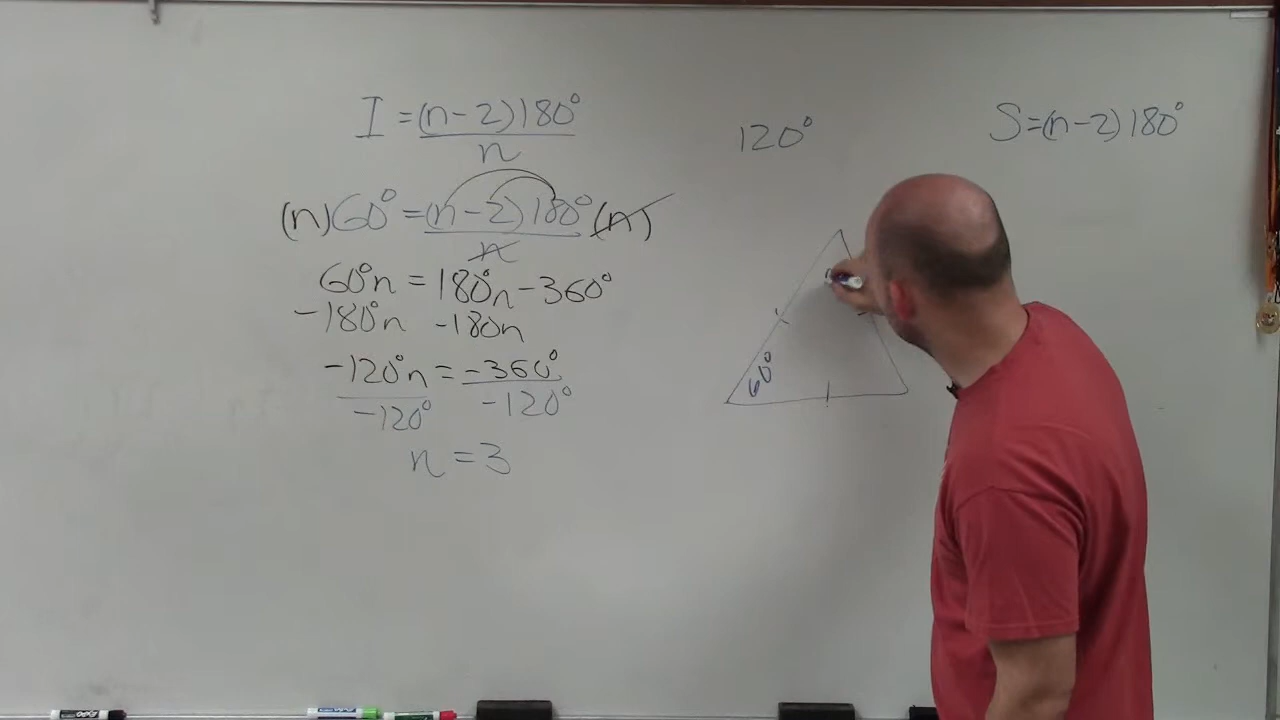 I = (n-2)180°
n
(n)60° = (n-2)180°(n)
n
60°n = 180°n - 360°
-180°n -180n
-120°n = -360°
-120° -120°
n = 3
120°
60°
S=(n-2)180°